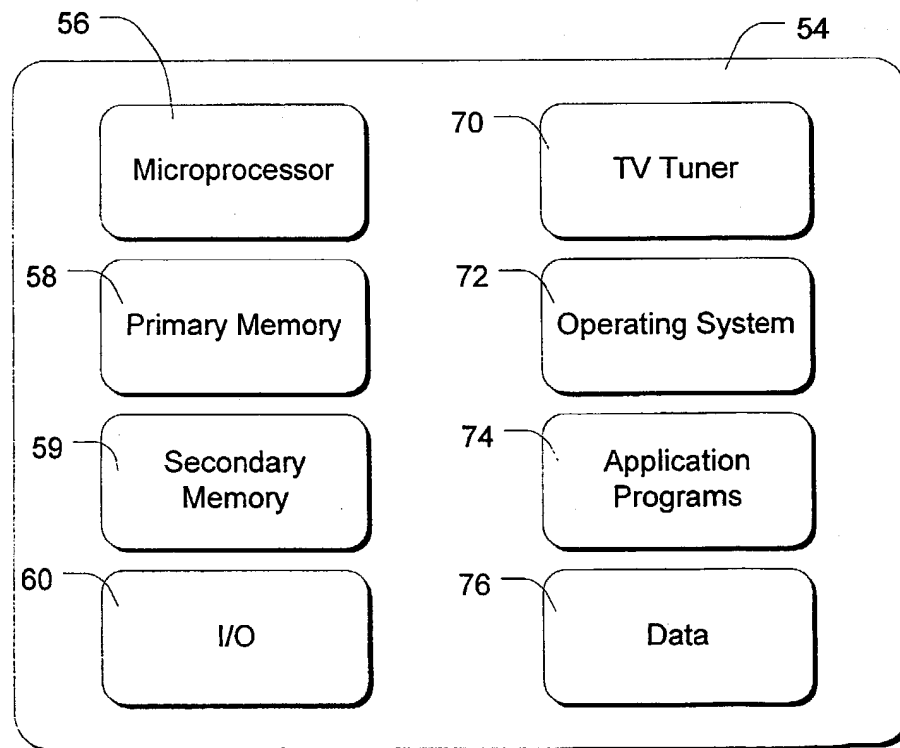 56
54
Microprocessor
70
TV Tuner
58
Primary Memory
72
Operating System
59
Secondary
Memory
74
Application
Programs
60
I/O
76
Data